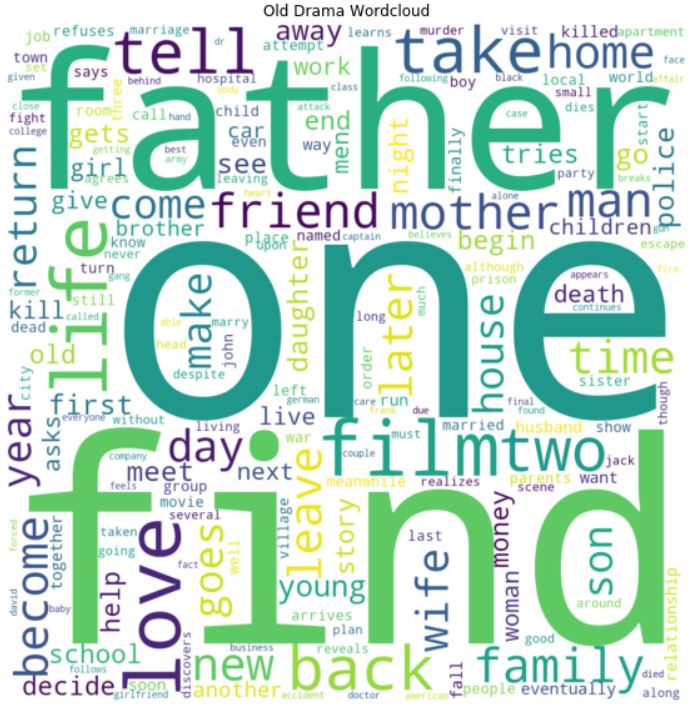 Old Drama Wordcloud
job refuses marriage dr away learns murder visit killed apartment
town set given says behind tell hospital attempt take home face
father
close fight college three room gets getting call hand body child best army work car even boy class following black local small world affair
girl agrees leaving see attack way end mend night finally case dies tries party go start police breaks
return give come friend heart mother alone man children gun
life brother know never place upon named captain believes begin although prison escape fire
turn gang former still called kill dead
one
able head make marry john despite daughter long later much house appears death continues
old city time sister
order left german care run frank due final found though
year first everyone without living live married husband show
asks day film two jack
find
company feels meet group movie several next war couple must meanwhile realizes parents scene want
become together forced taken going love goes fact well village leave story last money
david baby help young wife woman son around relationship
arrives plan good
school follows new business reveals back family died
decide soon girlfriend discovers another accident doctor american fall people eventually along